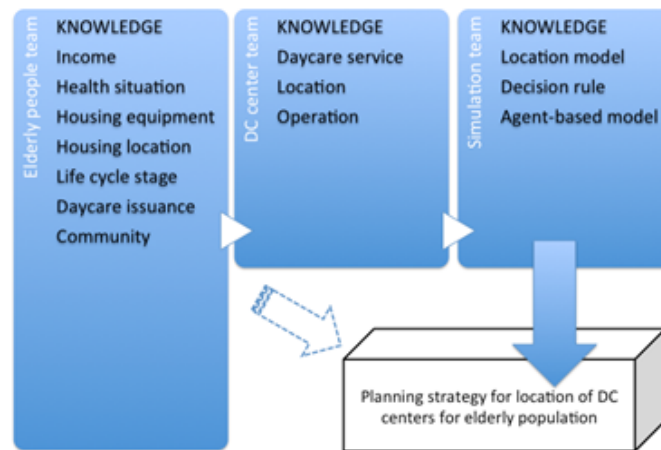 Elderly people team
KNOWLEDGE
Income
Health situation
Housing equipment
Housing location
Life cycle stage
Daycare issuance
Community
DC center team
KNOWLEDGE
Daycare service
Location
Operation
Simulation team
KNOWLEDGE
Location model
Decision rule
Agent-based model
Planning strategy for location of DC
centers for elderly population